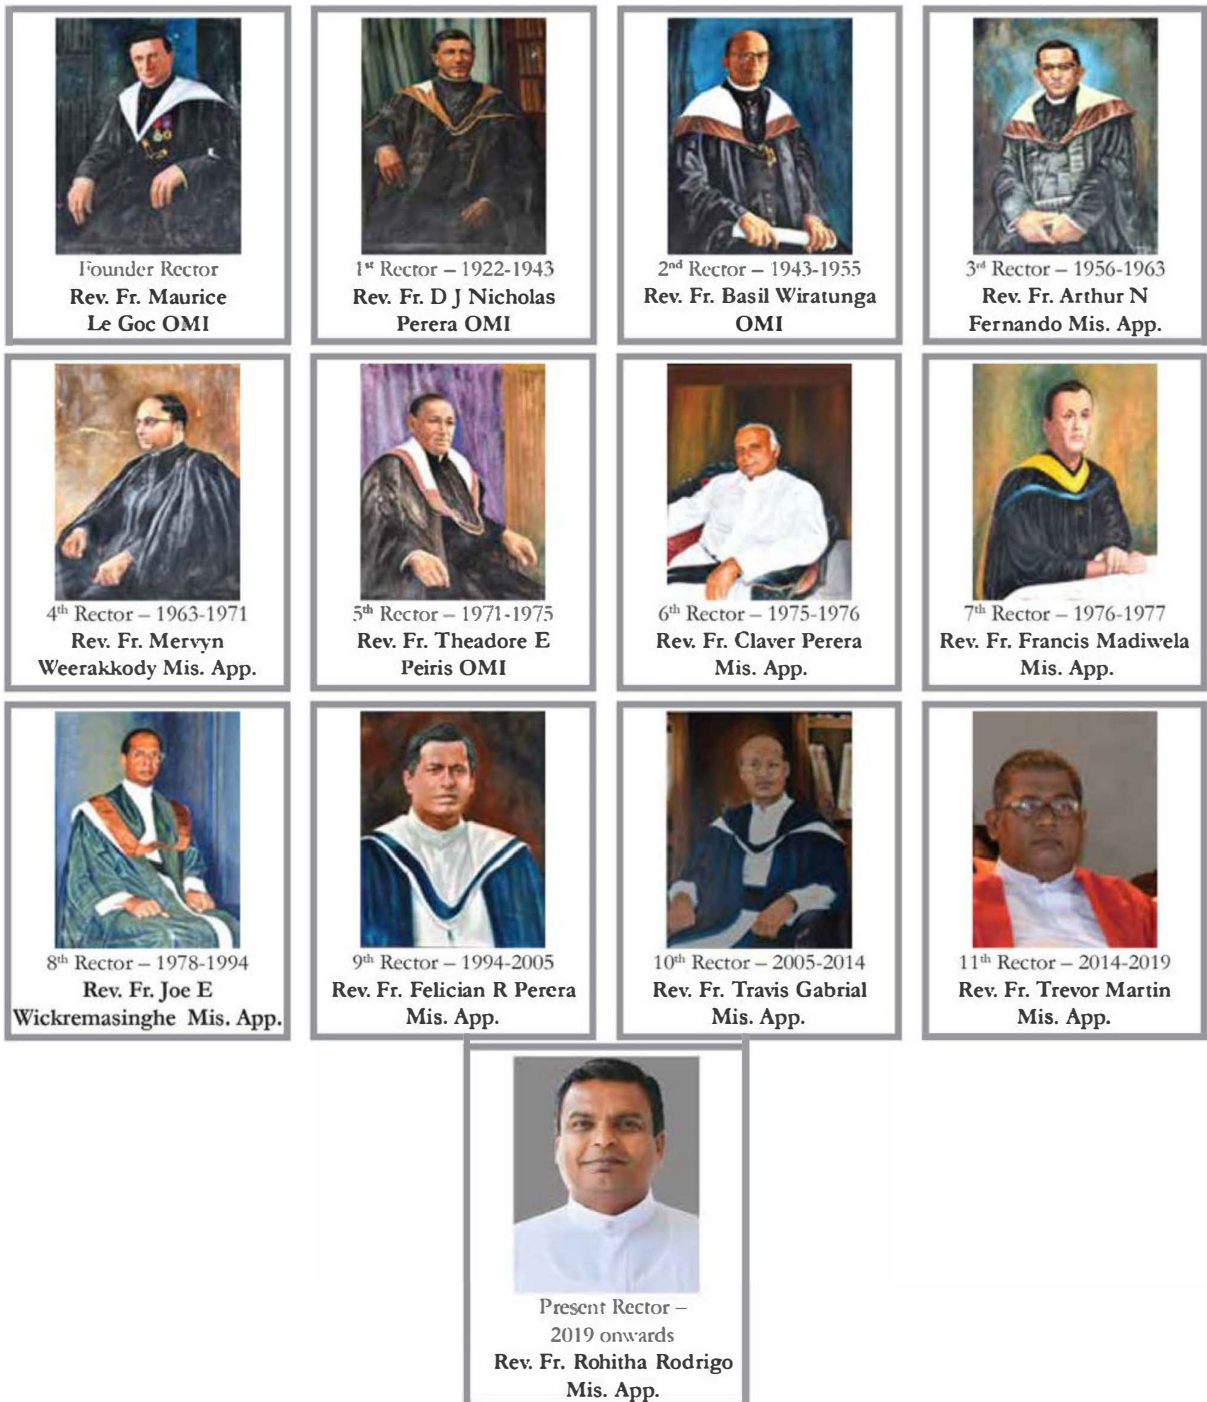 Founder Rector
Rev. Fr. Maurice
Le Goc OMI
1st Rector – 1922-1943
Rev. Fr. D J Nicholas
Perera OMI
2nd Rector – 1943-1955
Rev. Fr. Basil Wiratunga
OMI
3rd Rector – 1956-1963
Rev. Fr. Arthur N
Fernando Mis. App.
4th Rector – 1963-1971
Rev. Fr. Mervyn
Weerakkody Mis. App.
5th Rector – 1971-1975
Rev. Fr. Theadore E
Peiris OMI
6th Rector – 1975-1976
Rev. Fr. Claver Perera
Mis. App.
7th Rector – 1976-1977
Rev. Fr. Francis Madiwela
Mis. App.
8th Rector – 1978-1994
Rev. Fr. Joe E
Wickremasinghe Mis. App.
9th Rector – 1994-2005
Rev. Fr. Felician R Perera
Mis. App.
10th Rector – 2005-2014
Rev. Fr. Travis Gabrial
Mis. App.
11th Rector – 2014-2019
Rev. Fr. Trevor Martin
Mis. App.
Present Rector –
2019 onwards
Rev. Fr. Rohitha Rodrigo
Mis. App.